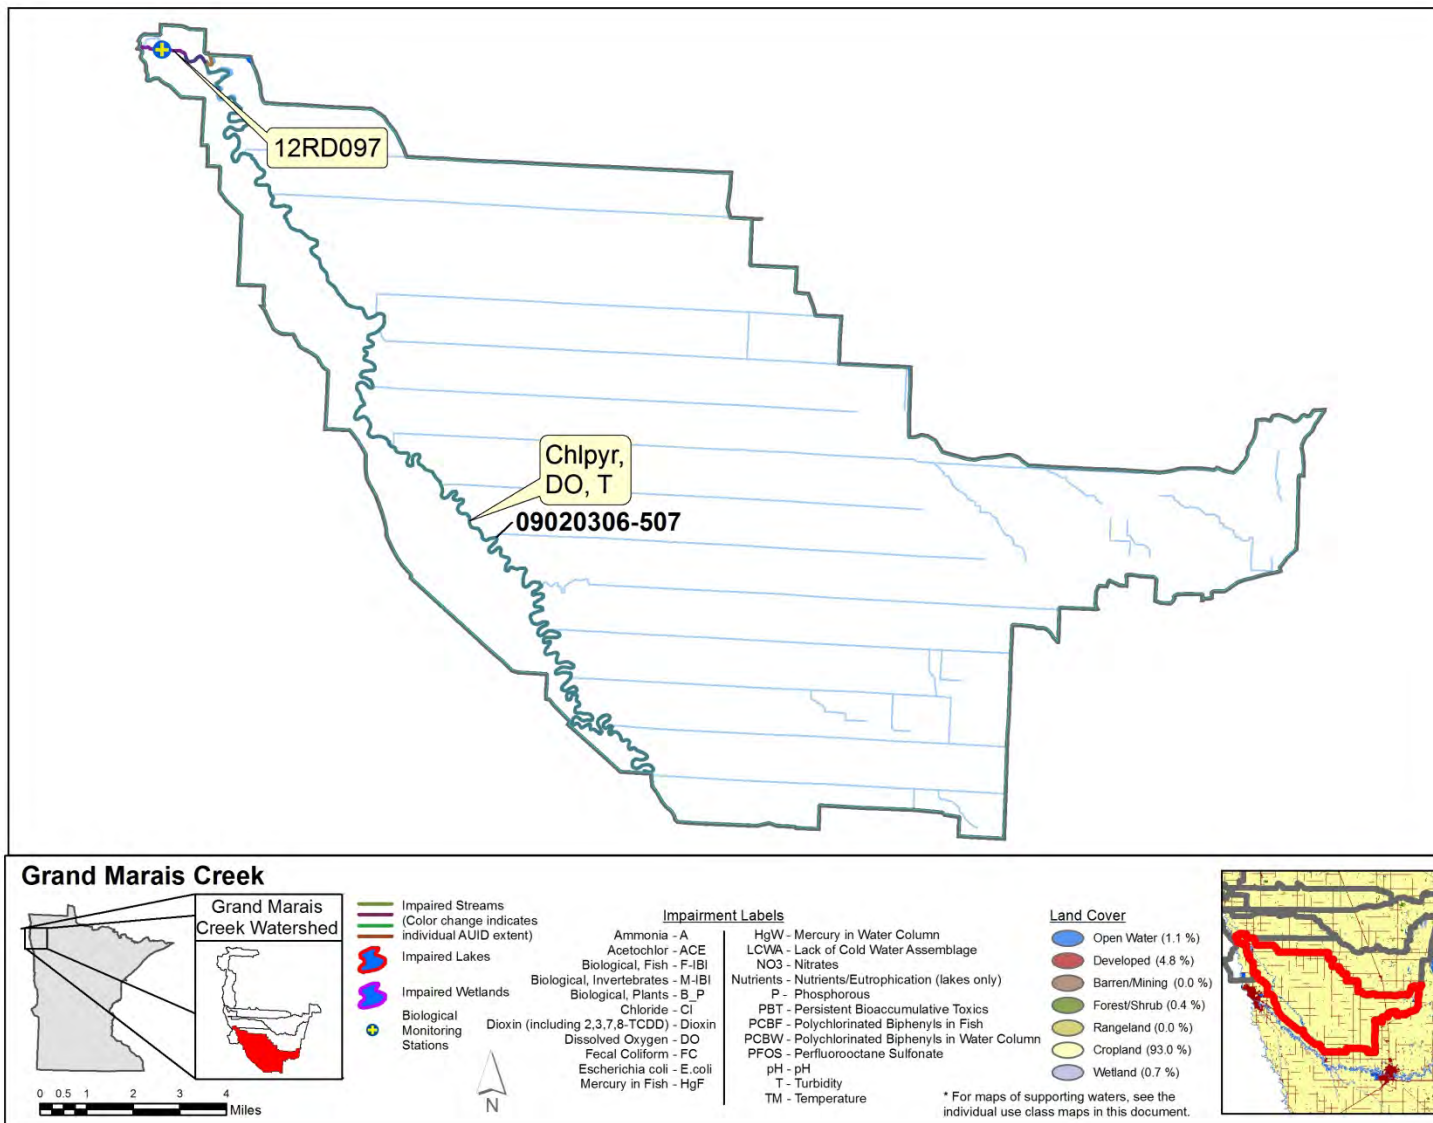 12RD097
Chlpyr,
DO, T
09020306-507
Grand Marais Creek
Grand Marais
Creek Watershed
0 0.5 1 2 3 4
Miles
Impaired Streams
(Color change indicates
individual AUID extent)
Impaired Lakes
Impaired Wetlands
Biological
Monitoring
Stations
N
Impairment Labels
Ammonia - A
Acetochlor - ACE
Biological, Fish - F-IBI
Biological, Invertebrates - M-IBI
Biological, Plants - B_P
Chloride - Cl
Dioxin (including 2,3,7,8-TCDD) - Dioxin
Dissolved Oxygen - DO
Fecal Coliform - FC
Escherichia coli - E.coli
Mercury in Fish - HgF
HgW - Mercury in Water Column
LCWA - Lack of Cold Water Assemblage
NO3 - Nitrates
Nutrients - Nutrients/Eutrophication (lakes only)
P - Phosphorous
PBT - Persistent Bioaccumulative Toxics
PCBF - Polychlorinated Biphenyls in Fish
PCBW - Polychlorinated Biphenyls in Water Column
PFOS - Perfluorooctane Sulfonate
pH - pH
T - Turbidity
TM - Temperature
Land Cover
Open Water (1.1 %)
Developed (4.8 %)
Barren/Mining (0.0 %)
Forest/Shrub (0.4 %)
Rangeland (0.0 %)
Cropland (93.0 %)
Wetland (0.7 %)
* For maps of supporting waters, see the
individual use class maps in this document.